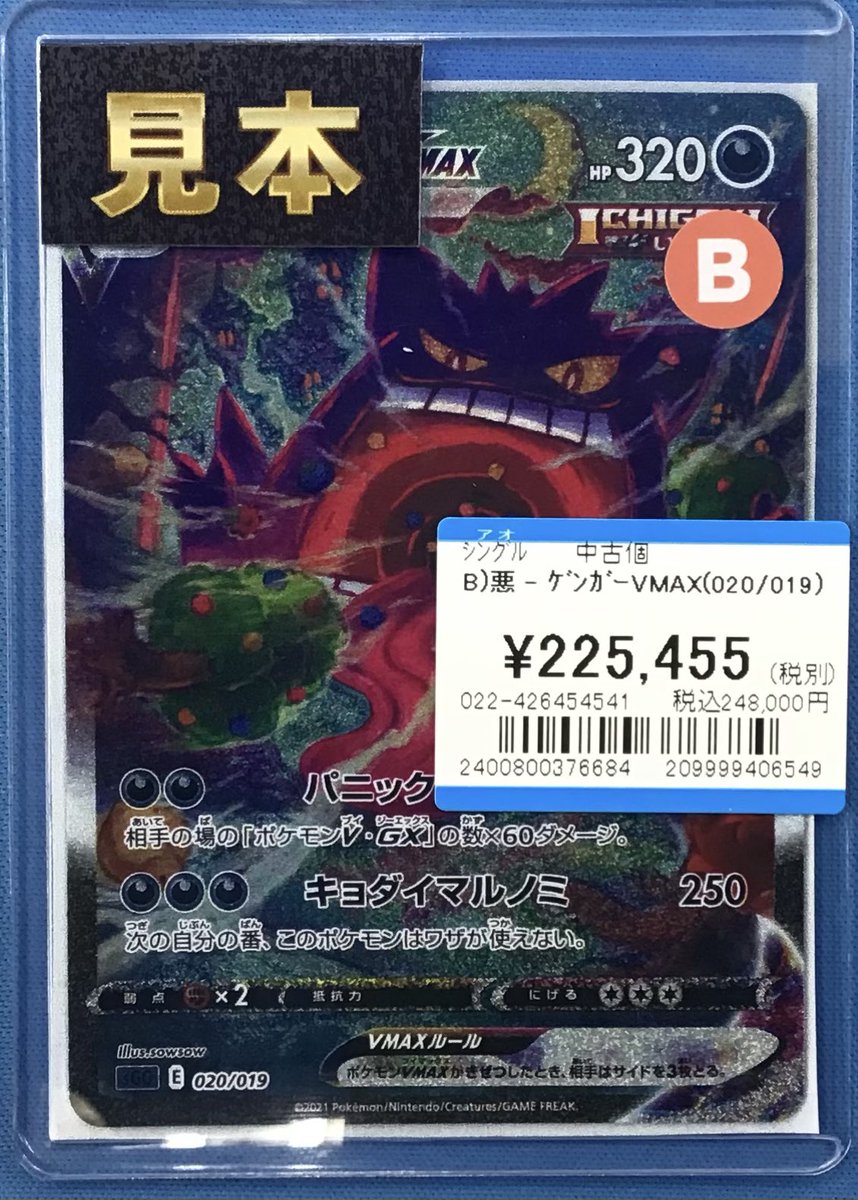 見本
VMAX
HP 320
B
アオ
シングル 中古個
B)悪 - ゲンガーVMAX(020/019)
¥225,455 (税別)
022-426454541 税込248,000円
2400800376684 209999406549
パニック
相手の場の「ポケモンV・GX」の数×60ダメージ。
キョダイマルノミ 250
次の自分の番、このポケモンはワザが使えない。
弱点 ×2 抵抗力 にげる
Illus.sowsow
VMAXルール
E 020/019
ポケモンVMAXがきぜつしたとき、相手はサイドを3枚とる。
©2021 Pokémon/Nintendo/Creatures/GAME FREAK.